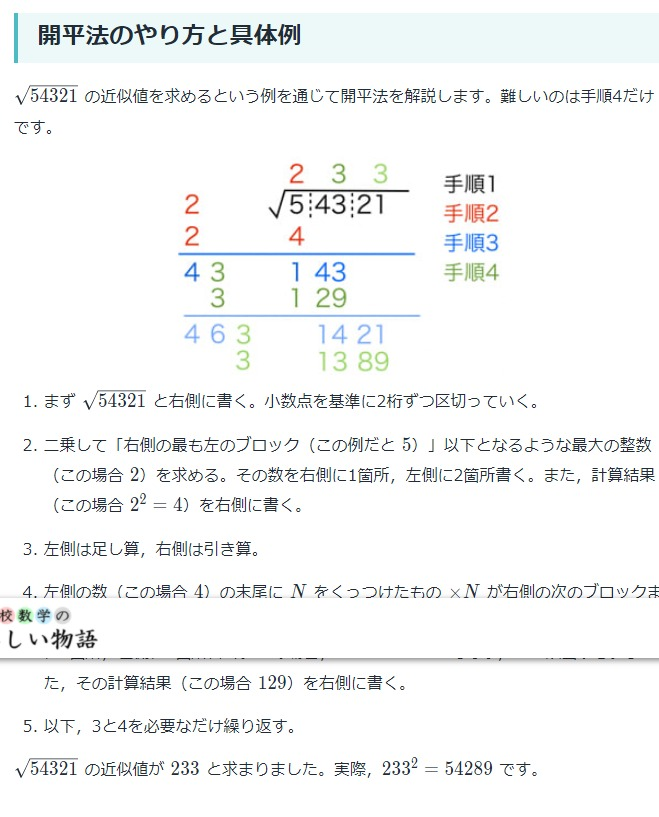 開平法のやり方と具体例
√54321 の近似値を求めるという例を通じて開平法を解説します。難しいのは手順4だけ
です。
2 3 3
手順1
2 √5 43 21
手順2
2 4
手順3
4 3 1 43
手順4
3 1 29
4 6 3 14 21
3 13 89
1. まず √54321 と右側に書く。小数点を基準に2桁ずつ区切っていく。
2. 二乗して「右側の最も左のブロック（この例だと 5）」以下となるような最大の整数
（この場合 2）を求める。その数を右側に1箇所，左側に2箇所書く。また，計算結果
（この場合 2² = 4）を右側に書く。
3. 左側は足し算，右側は引き算。
4. 左側の数（この場合 4）の末尾に N をくっつけたもの ×N が右側の次のブロックま
校数学の
しい物語
た，その計算結果（この場合 129）を右側に書く。
5. 以下，3と4を必要なだけ繰り返す。
√54321 の近似値が 233 と求まりました。実際，233² = 54289 です。